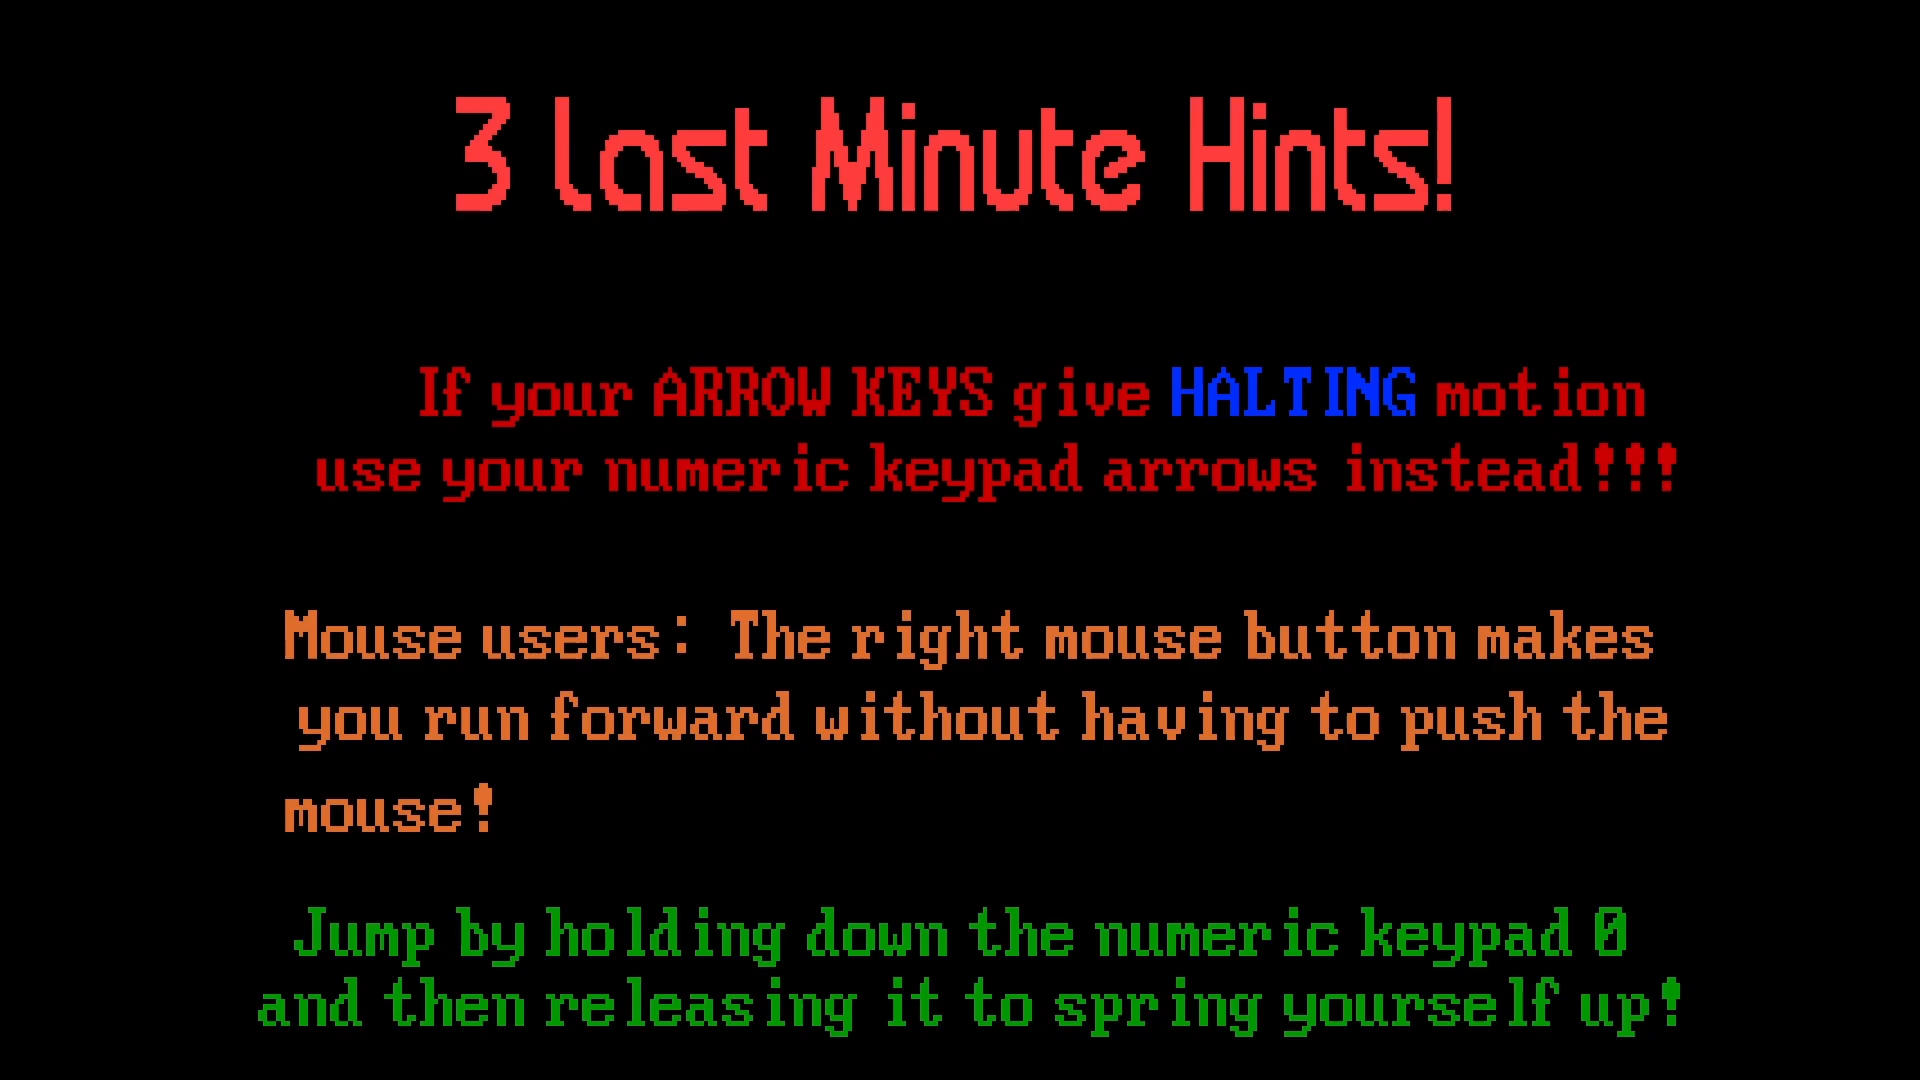 3 Last Minute Hints!
If your ARROW KEYS give HALTING motion
use your numeric keypad arrows instead!!!
Mouse users: The right mouse button makes
you run forward without having to push the
mouse!
Jump by holding down the numeric keypad 0
and then releasing it to spring yourself up!